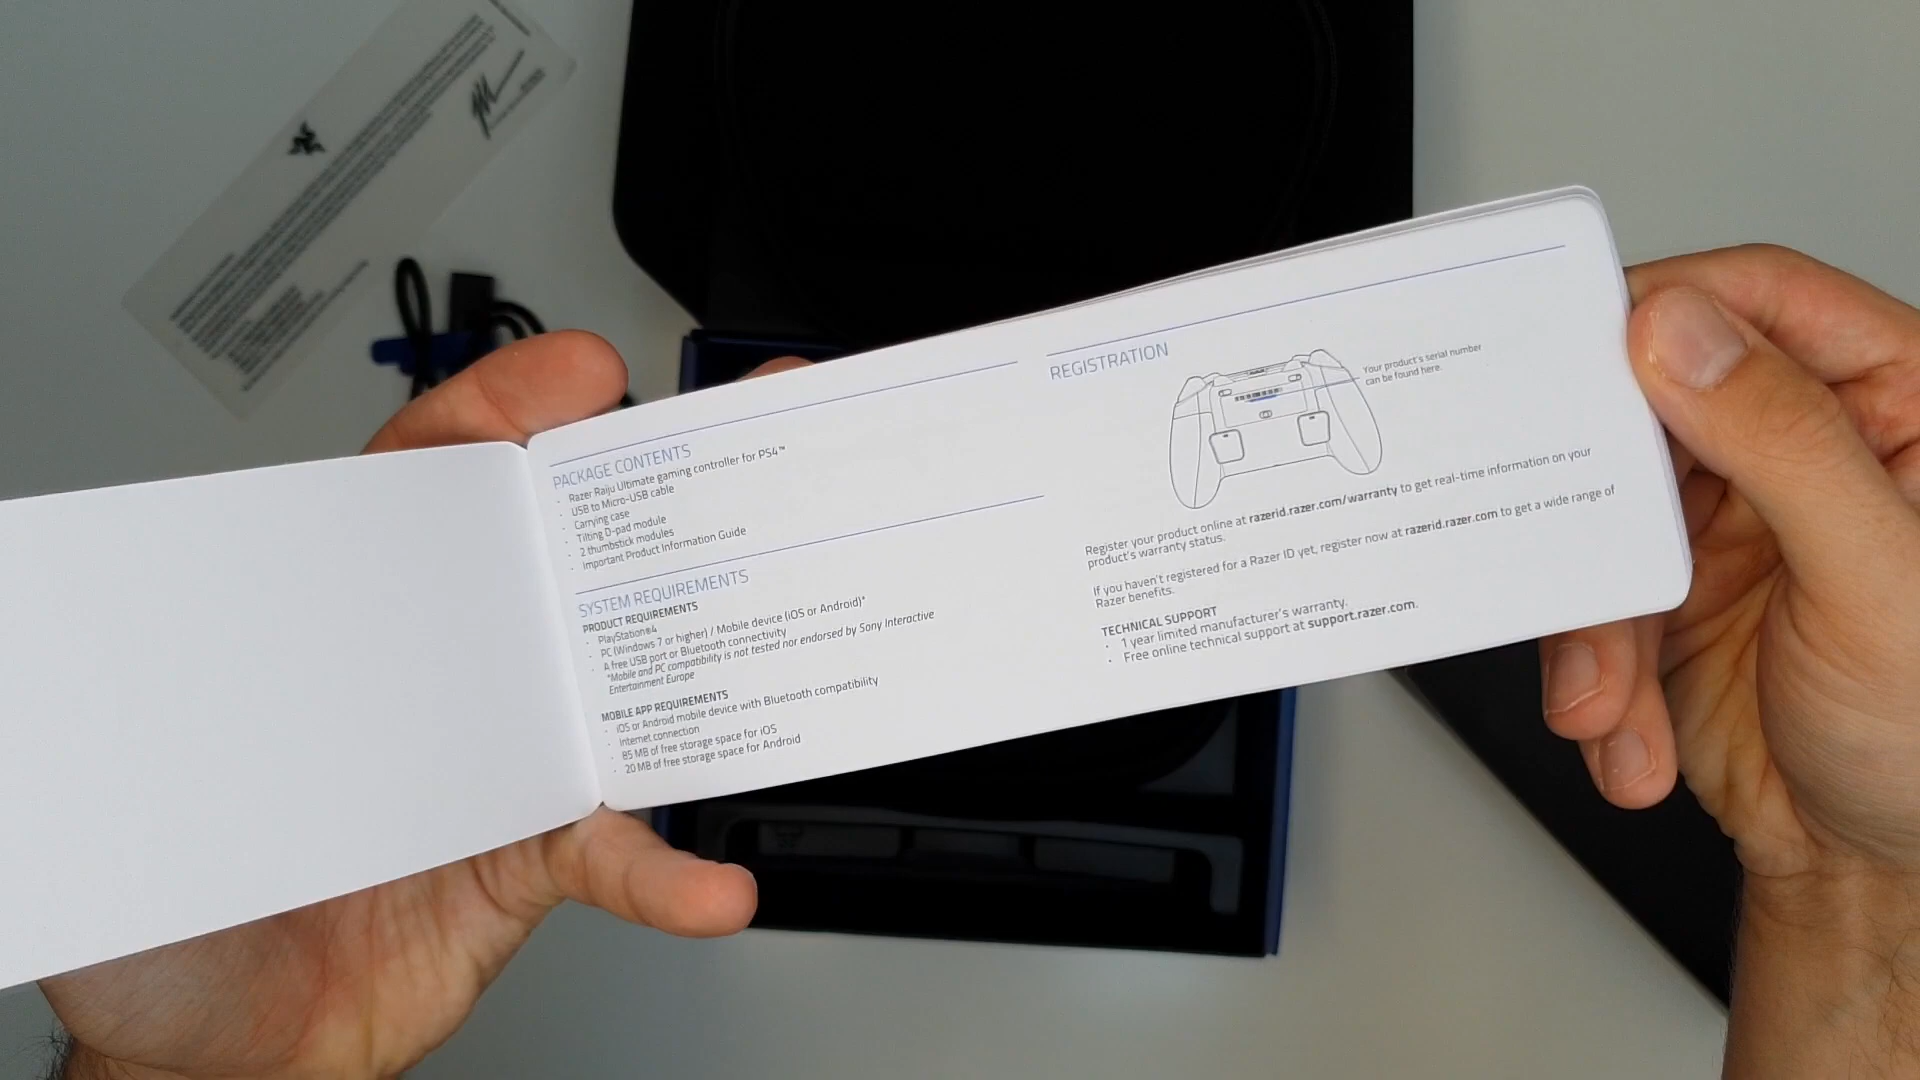 PACKAGE CONTENTS
· Razer Raiju Ultimate gaming controller for PS4™
· USB to Micro-USB cable
· Carrying case
· Tilting D-pad module
· 2 thumbstick modules
· Important Product Information Guide
SYSTEM REQUIREMENTS
PRODUCT REQUIREMENTS
· PlayStation®4
· PC (Windows 7 or higher) / Mobile device (iOS or Android)*
· A free USB port or Bluetooth connectivity
*Mobile and PC compatibility is not tested nor endorsed by Sony Interactive
Entertainment Europe
MOBILE APP REQUIREMENTS
· iOS or Android mobile device with Bluetooth compatibility
· Internet connection
· 85 MB of free storage space for iOS
· 20 MB of free storage space for Android
REGISTRATION
Your product's serial number
can be found here.
Register your product online at razerid.razer.com/warranty to get real-time information on your
product's warranty status.
If you haven't registered for a Razer ID yet, register now at razerid.razer.com to get a wide range of
Razer benefits.
TECHNICAL SUPPORT
· 1 year limited manufacturer's warranty.
· Free online technical support at support.razer.com.